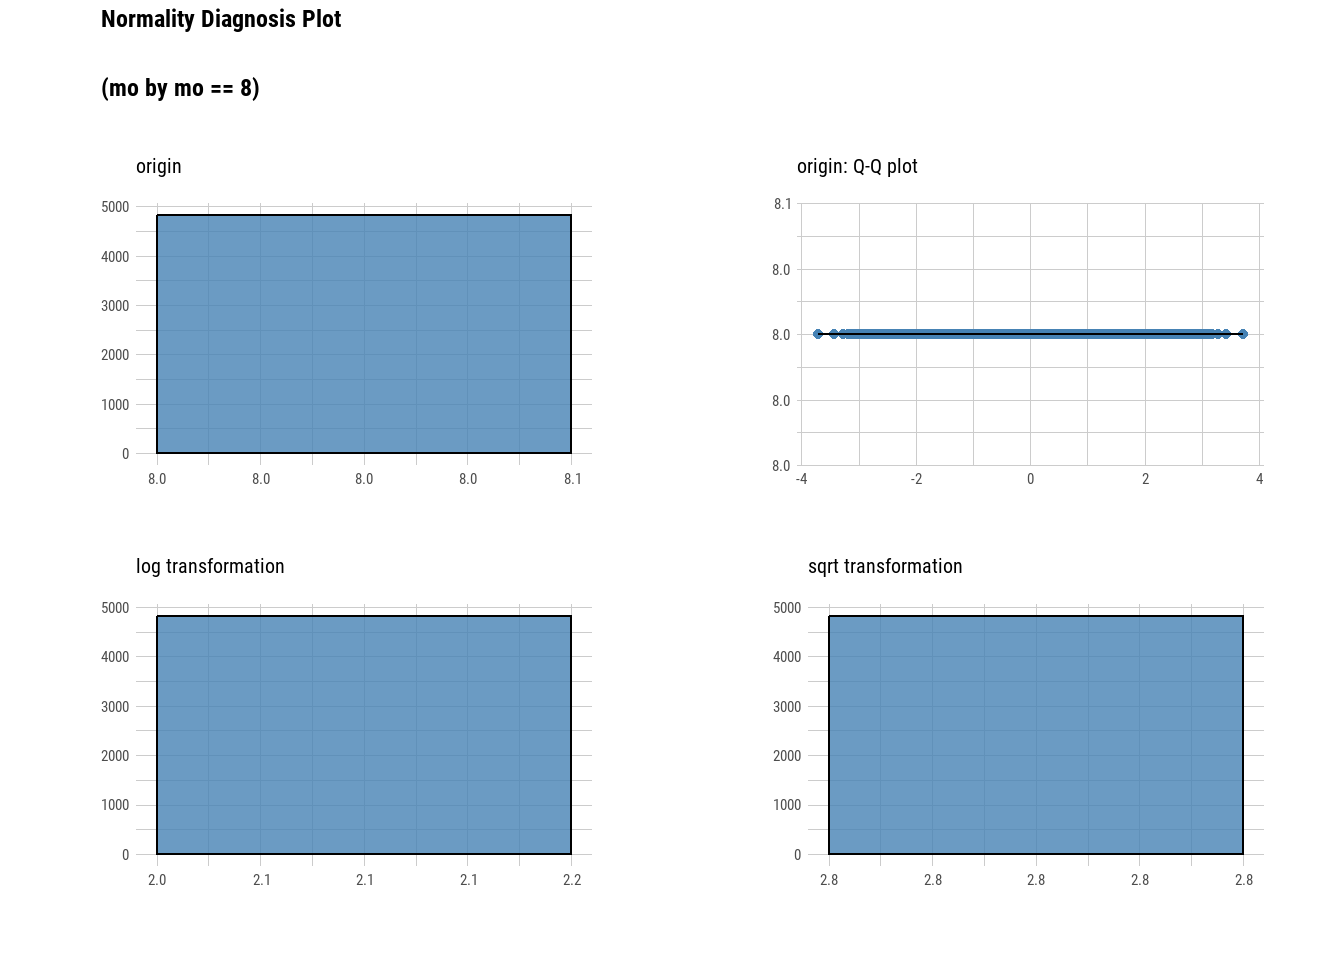 Normality Diagnosis Plot
(mo by mo == 8)
origin
5000
4000
3000
2000
1000
0
8.0 8.0 8.0 8.0 8.1
origin: Q-Q plot
8.1
8.0
8.0
8.0
8.0
-4 -2 0 2 4
log transformation
5000
4000
3000
2000
1000
0
2.0 2.1 2.1 2.1 2.2
sqrt transformation
5000
4000
3000
2000
1000
0
2.8 2.8 2.8 2.8 2.8